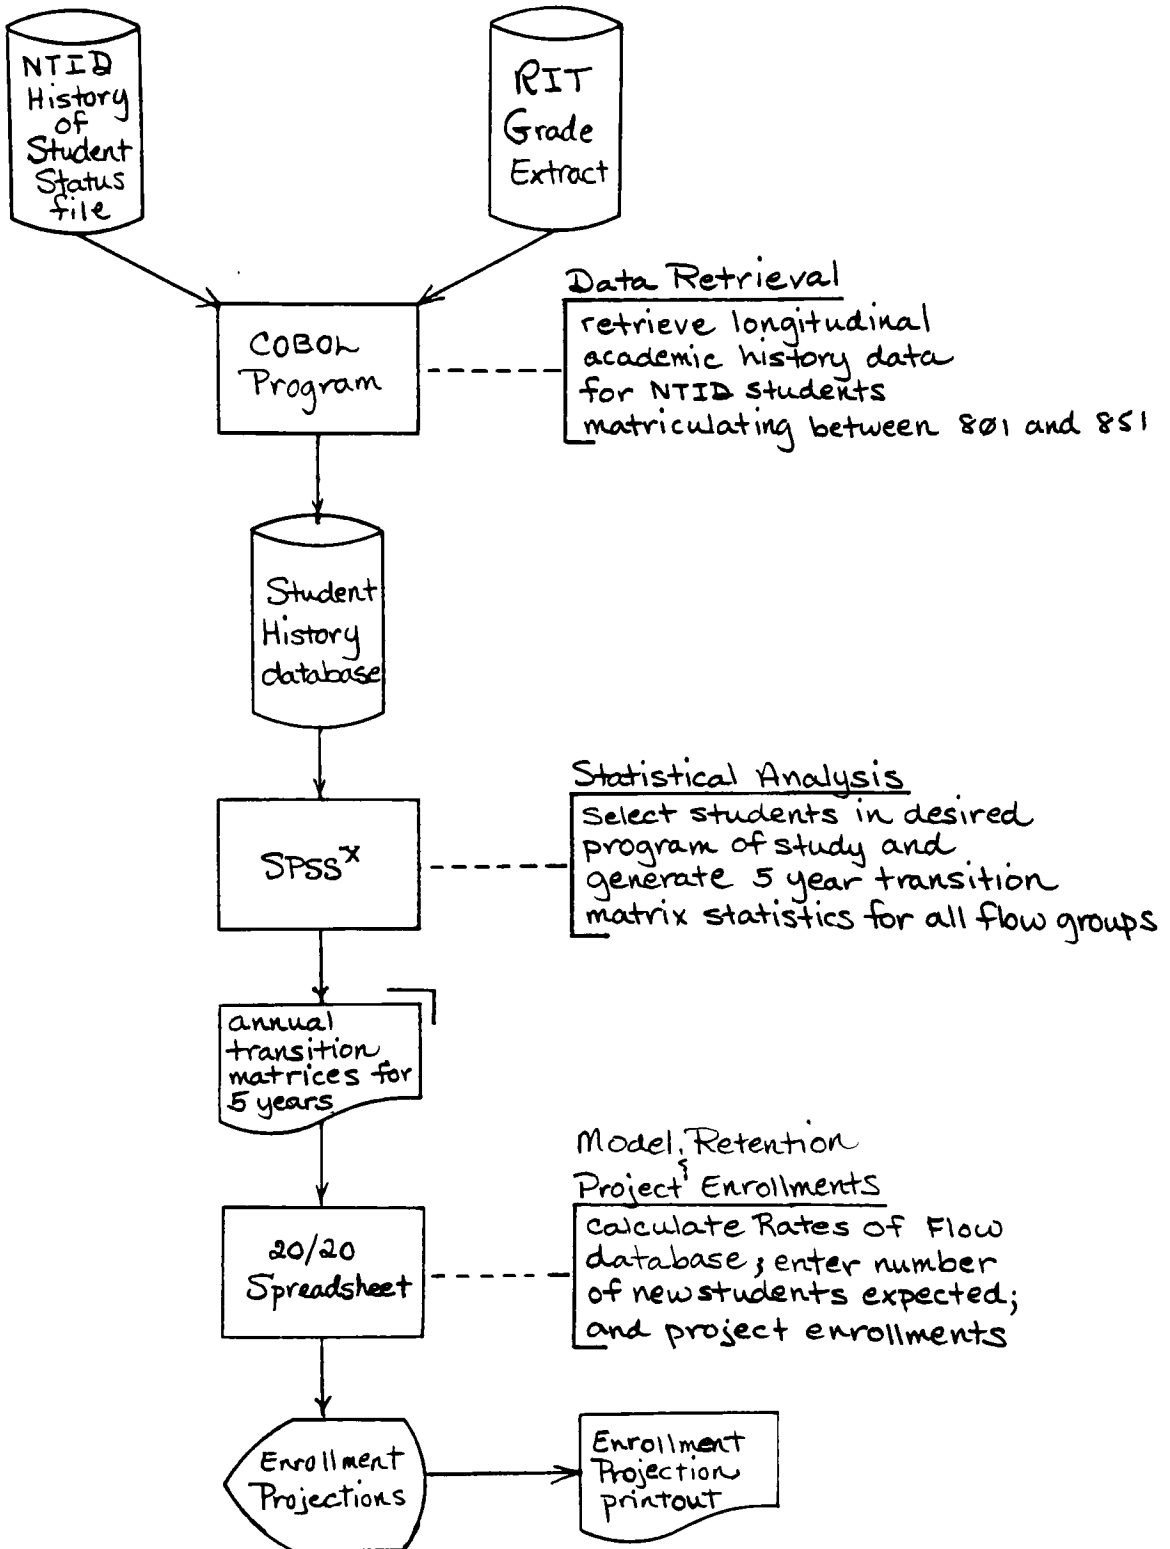 NTID
History
of
Student
Status
file
RIT
Grade
Extract
COBOL
Program
Data Retrieval
retrieve longitudinal
academic history data
for NTID students
matriculating between 801 and 851
Student
History
database
SPSSx
Statistical Analysis
select students in desired
program of study and
generate 5 year transition
matrix statistics for all flow groups
annual
transition
matrices for
5 years
Model Retention
&
Project Enrollments
calculate Rates of Flow
database; enter number
of new students expected;
and project enrollments
20/20
Spreadsheet
Enrollment
Projections
Enrollment
Projection
printout